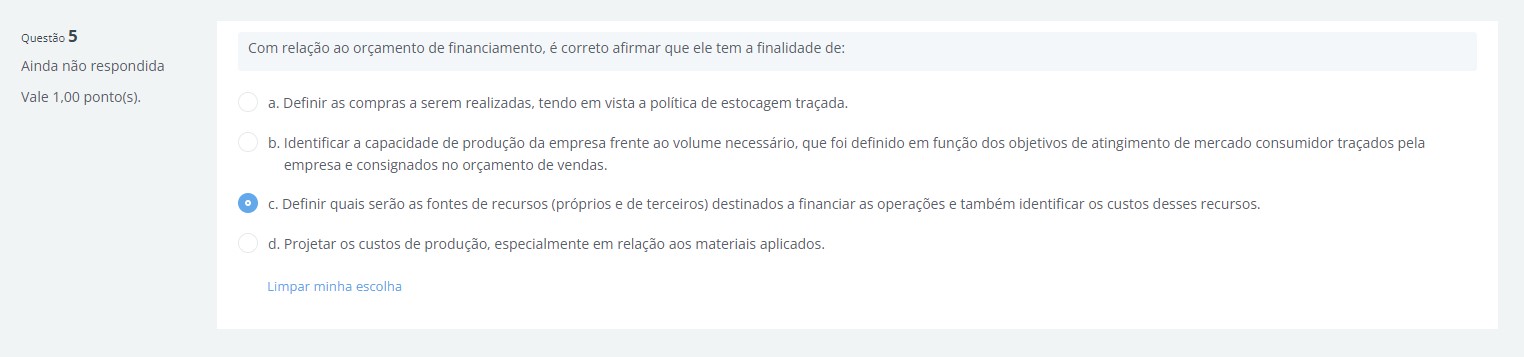 Questão 5
Ainda não respondida
Vale 1,00 ponto(s).
Com relação ao orçamento de financiamento, é correto afirmar que ele tem a finalidade de:
a. Definir as compras a serem realizadas, tendo em vista a política de estocagem traçada.
b. Identificar a capacidade de produção da empresa frente ao volume necessário, que foi definido em função dos objetivos de atingimento de mercado consumidor traçados pela
empresa e consignados no orçamento de vendas.
c. Definir quais serão as fontes de recursos (próprios e de terceiros) destinados a financiar as operações e também identificar os custos desses recursos.
d. Projetar os custos de produção, especialmente em relação aos materiais aplicados.
Limpar minha escolha